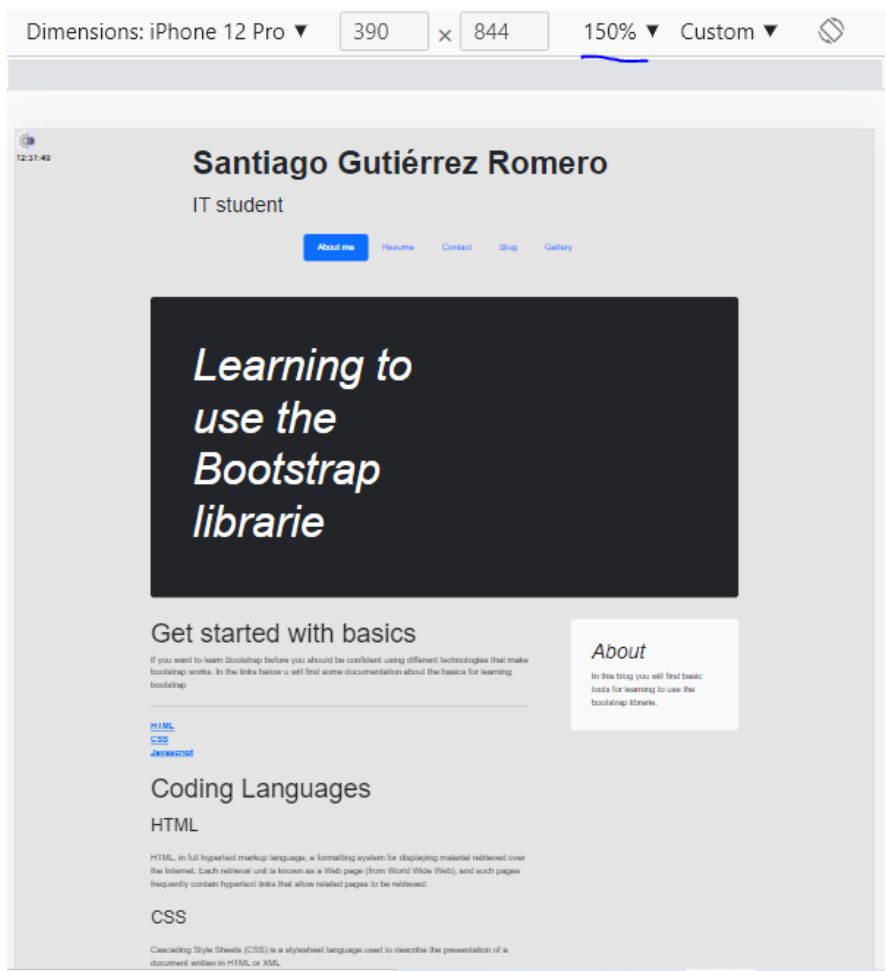 Dimensions: iPhone 12 Pro ▼ 390 × 844 150% ▼ Custom ▼
12:31:49
Santiago Gutiérrez Romero
IT student
About me Resume Contact Blog Gallery
Learning to
use the
Bootstrap
librarie
Get started with basics
If you want to learn Bootstrap before you should be confident using different technologies that make
bootstrap works. In the links below u will find some documentation about the basics for learning
bootstrap
HTML
CSS
Javascript
About
In this blog you will find basic
tools for learning to use the
bootstrap librarie.
Coding Languages
HTML
HTML, in full hypertext markup language, a formatting system for displaying material retrieved over
the Internet. Each retrieval unit is known as a Web page (from World Wide Web), and such pages
frequently contain hypertext links that allow related pages to be retrieved.
CSS
Cascading Style Sheets (CSS) is a stylesheet language used to describe the presentation of a
document written in HTML or XML